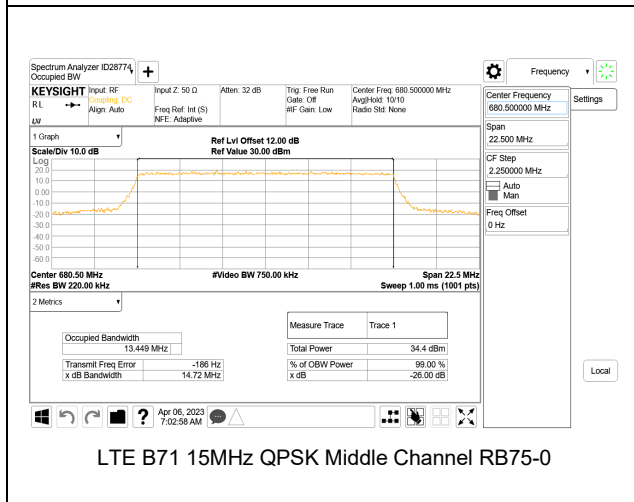 Spectrum Analyzer ID28774
Occupied BW
KEYSIGHT
RL
Input: RF
Coupling: DC
Align: Auto
Input Z: 50 Ω
Freq Ref: Int (S)
NFE: Adaptive
Atten: 32 dB
Trig: Free Run
Gate: Off
#IF Gain: Low
Center Freq: 680.500000 MHz
Avg|Hold: 10/10
Radio Std: None
LXI
1 Graph
Scale/Div 10.0 dB
Ref Lvl Offset 12.00 dB
Ref Value 30.00 dBm
Log
20.0
10.0
0.00
-10.0
-20.0
-30.0
-40.0
-50.0
-60.0
Center 680.50 MHz
#Video BW 750.00 kHz
Span 22.5 MHz
#Res BW 220.00 kHz
Sweep 1.00 ms (1001 pts)
2 Metrics
Measure Trace Trace 1
Occupied Bandwidth
13.449 MHz
Total Power 34.4 dBm
Transmit Freq Error -186 Hz
% of OBW Power 99.00 %
x dB Bandwidth 14.72 MHz
x dB -26.00 dB
Apr 06, 2023
7:02:58 AM
Frequency
Settings
Center Frequency
680.500000 MHz
Span
22.500 MHz
CF Step
2.250000 MHz
Auto
Man
Freq Offset
0 Hz
Local
LTE B71 15MHz QPSK Middle Channel RB75-0